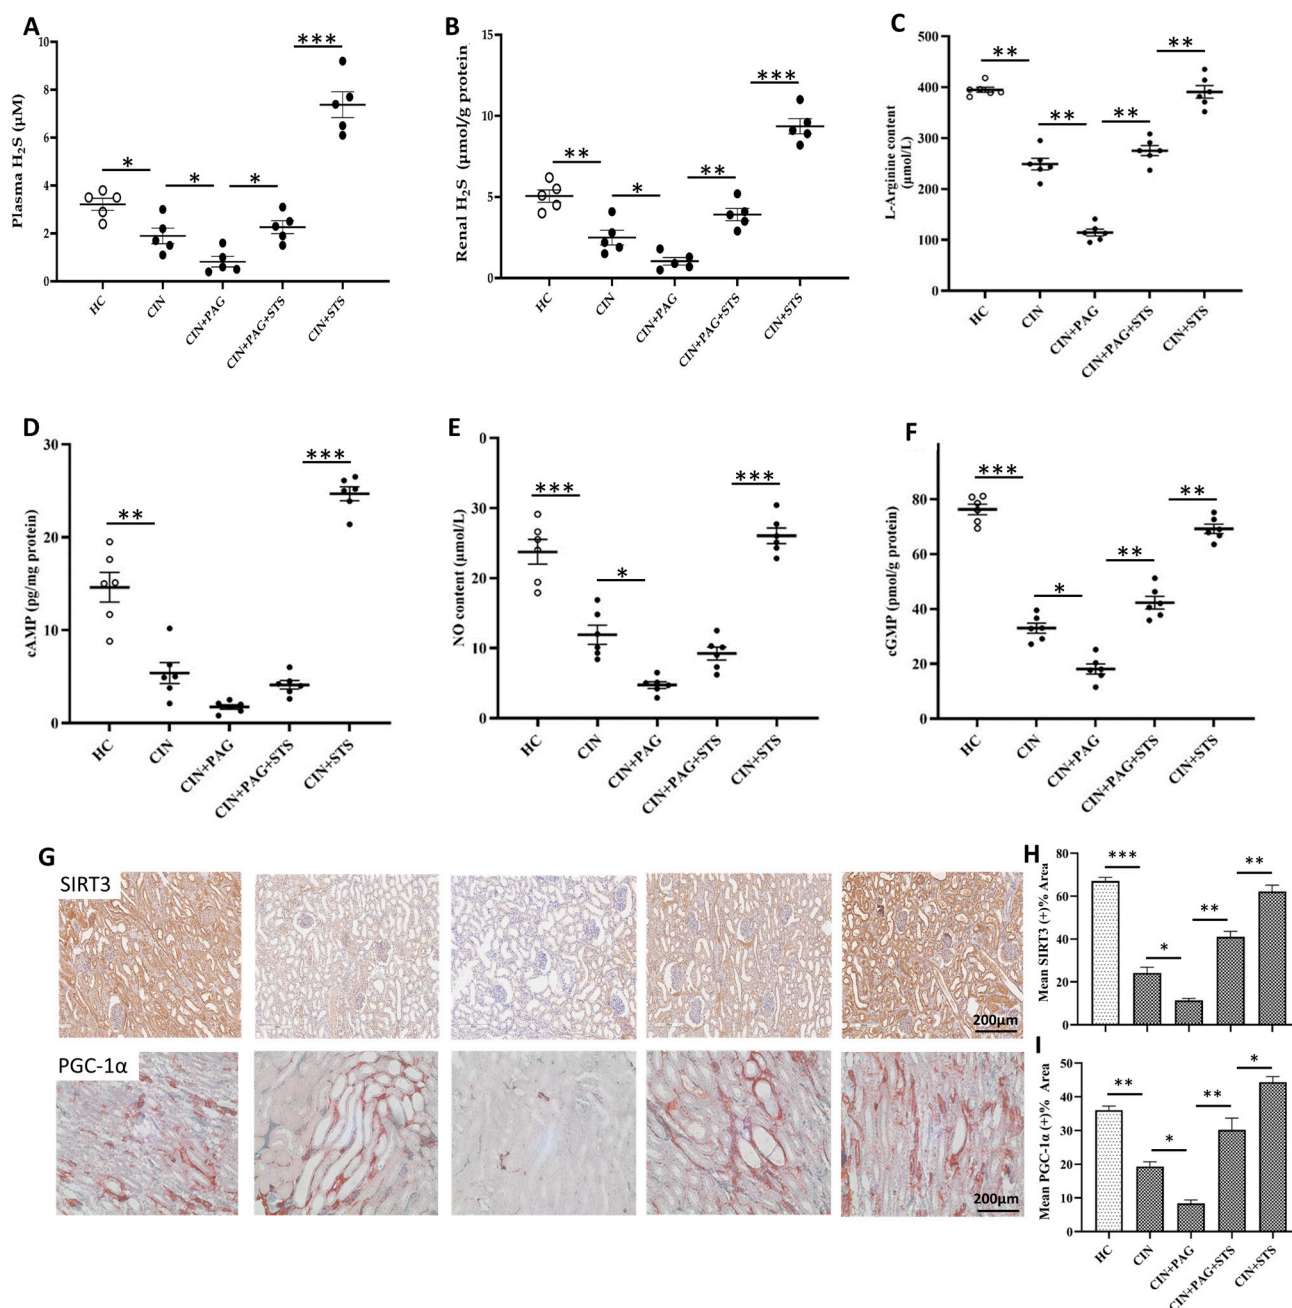 A
Plasma H₂S (μM)
10
8
6
4
2
0
*
*
*
***
HC
CIN
CIN+PAG
CIN+PAG+STS
CIN+STS
B
Renal H₂S (μmol/g protein)
15
10
5
0
**
*
**
***
HC
CIN
CIN+PAG
CIN+PAG+STS
CIN+STS
C
L-Arginine content
(μmol/L)
500
400
300
200
100
0
**
**
**
**
HC
CIN
CIN+PAG
CIN+PAG+STS
CIN+STS
D
cAMP (pg/mg protein)
30
20
10
0
**
***
HC
CIN
CIN+PAG
CIN+PAG+STS
CIN+STS
E
NO content (μmol/L)
0
30
20
10
0
***
*
***
HC
CIN
CIN+PAG
CIN+PAG+STS
CIN+STS
F
cGMP (pmol/g protein)
80
60
40
20
0
***
*
**
**
HC
CIN
CIN+PAG
CIN+PAG+STS
CIN+STS
G
SIRT3
200μm
PGC-1α
200μm
H
Mean SIRT3 (+)% Area
80
60
40
20
0
***
*
**
**
I
Mean PGC-1α (+)% Area
50
40
30
20
10
0
**
*
**
*
HC
CIN
CIN+PAG
CIN+PAG+STS
CIN+STS